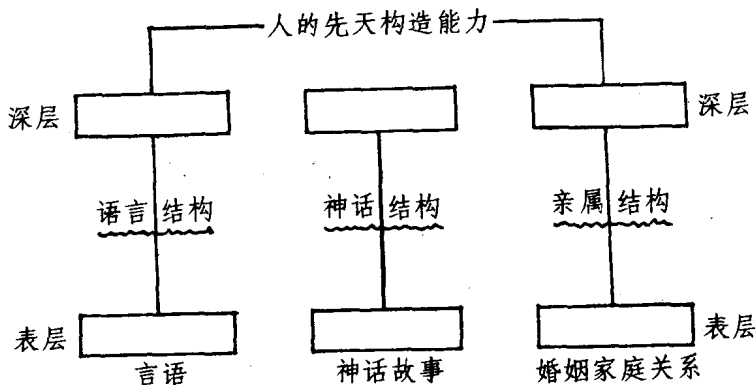 人的先天构造能力
深层
深层
语言结构
神话结构
亲属结构
表层
表层
言语
神话故事
婚姻家庭关系